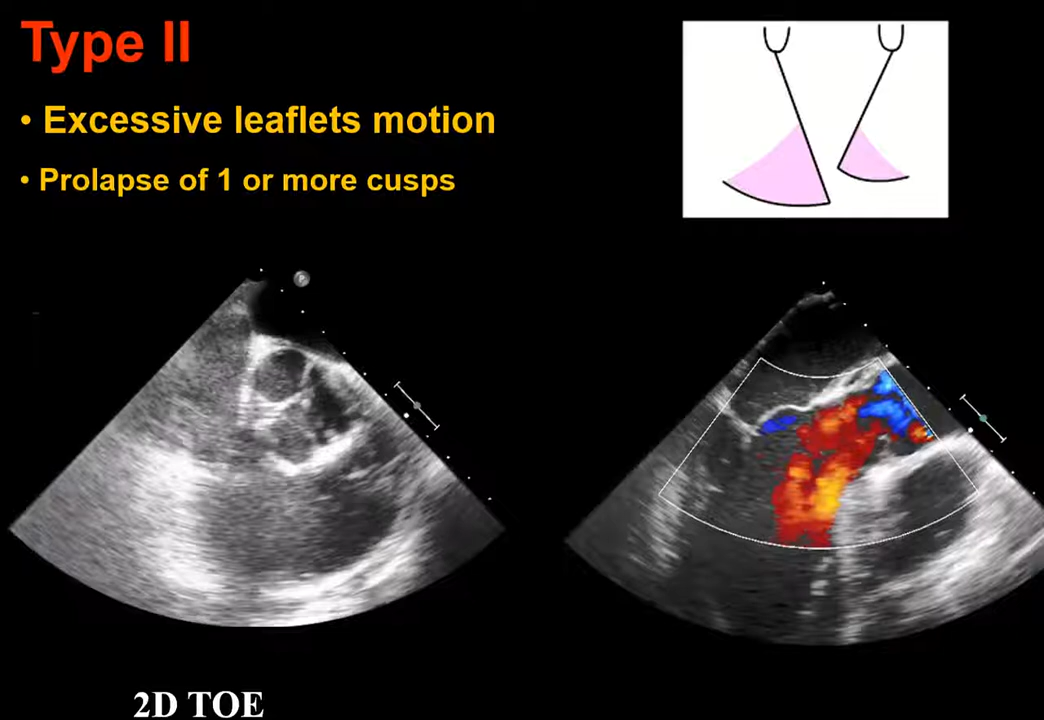 Type II
• Excessive leaflets motion
• Prolapse of 1 or more cusps
2D TOE